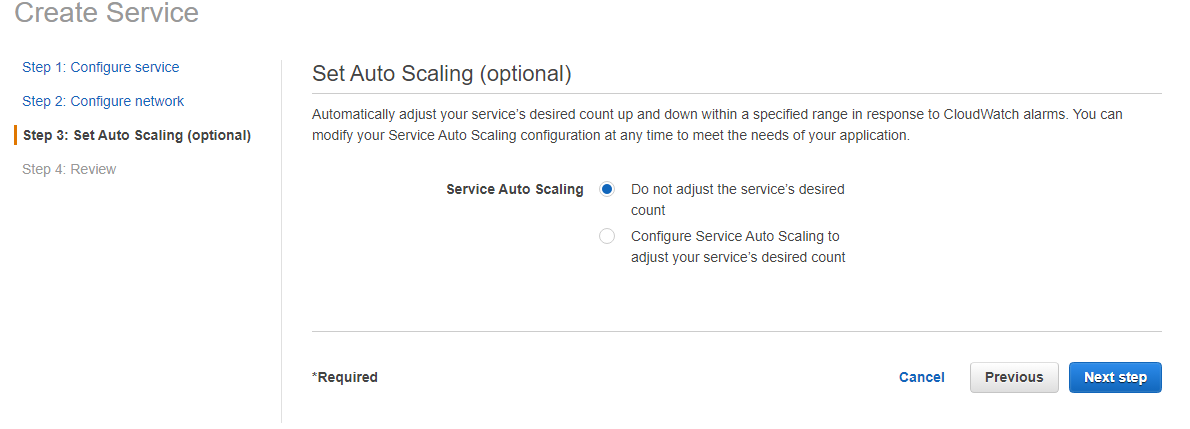 Create Service
Step 1: Configure service
Step 2: Configure network
Step 3: Set Auto Scaling (optional)
Step 4: Review
Set Auto Scaling (optional)
Automatically adjust your service’s desired count up and down within a specified range in response to CloudWatch alarms. You can
modify your Service Auto Scaling configuration at any time to meet the needs of your application.
Service Auto Scaling
Do not adjust the service’s desired
count
Configure Service Auto Scaling to
adjust your service’s desired count
*Required
Cancel
Previous
Next step